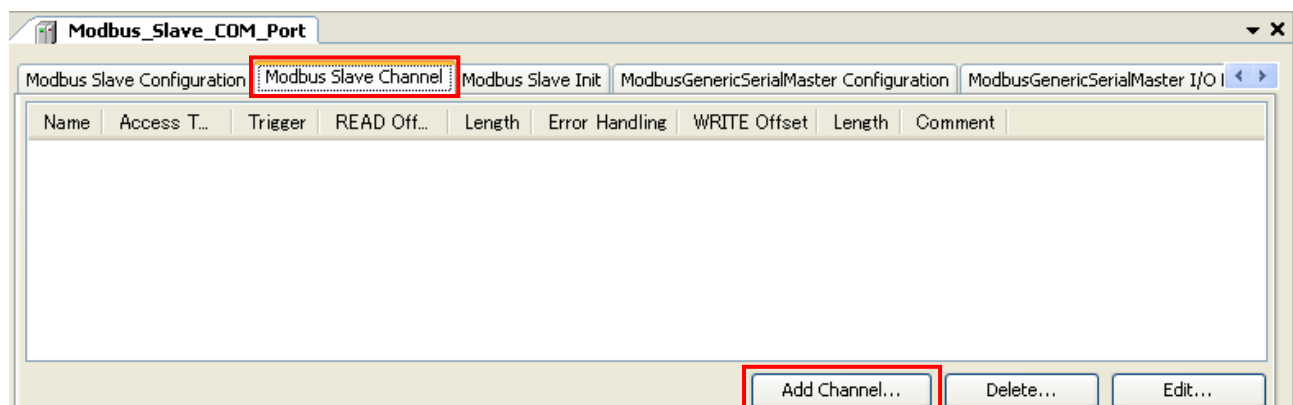 Modbus_Slave_COM_Port
Modbus Slave Configuration Modbus Slave Channel Modbus Slave Init ModbusGenericSerialMaster Configuration ModbusGenericSerialMaster I/O
Name Access T... Trigger READ Off... Length Error Handling WRITE Offset Length Comment
Add Channel... Delete... Edit...